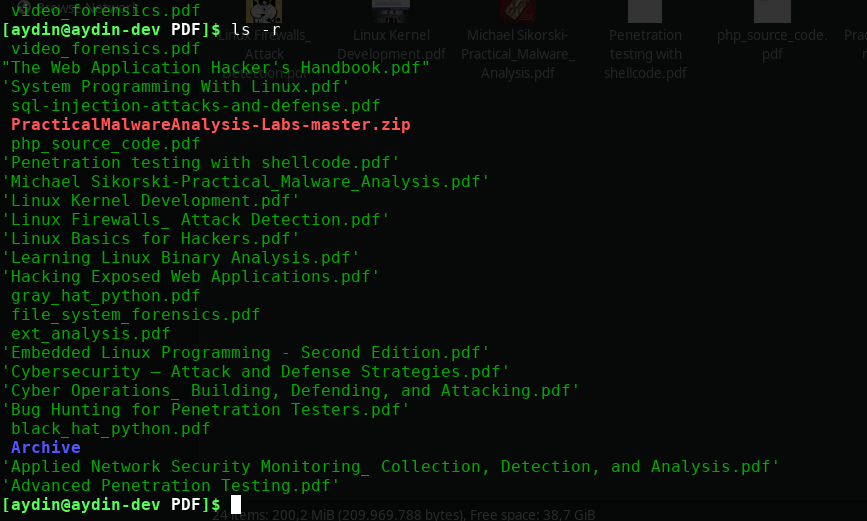 video_forensics.pdf
[aydin@aydin-dev PDF]$ ls -r
video_forensics.pdf
"The Web Application Hacker's Handbook.pdf"
'System Programming With Linux.pdf'
sql-injection-attacks-and-defense.pdf
PracticalMalwareAnalysis-Labs-master.zip
php_source_code.pdf
'Penetration testing with shellcode.pdf'
'Michael Sikorski-Practical_Malware_Analysis.pdf'
'Linux Kernel Development.pdf'
'Linux Firewalls_ Attack Detection.pdf'
'Linux Basics for Hackers.pdf'
'Learning Linux Binary Analysis.pdf'
'Hacking Exposed Web Applications.pdf'
gray_hat_python.pdf
file_system_forensics.pdf
ext_analysis.pdf
'Embedded Linux Programming - Second Edition.pdf'
'Cybersecurity – Attack and Defense Strategies.pdf'
'Cyber Operations_ Building, Defending, and Attacking.pdf'
'Bug Hunting for Penetration Testers.pdf'
black_hat_python.pdf
Archive
'Applied Network Security Monitoring_ Collection, Detection, and Analysis.pdf'
'Advanced Penetration Testing.pdf'
[aydin@aydin-dev PDF]$
Linux Firewalls_
Attack
Linux Kernel
Development.pdf
Michael Sikorski-
Practical_Malware_
Analysis.pdf
Penetration
testing with
shellcode.pdf
php_source_code.
pdf
24 items: 200,2 MiB (209.969.788 bytes), Free space: 38,7 GiB